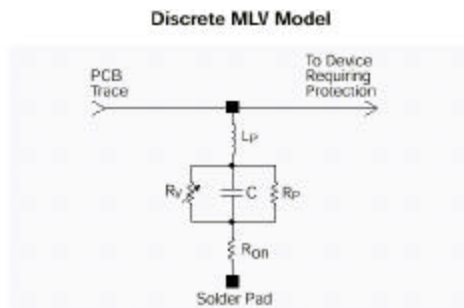 Discrete MLV Model
PCB
Trace
To Device
Requiring
Protection
LP
RV
C
RP
Ron
Solder Pad